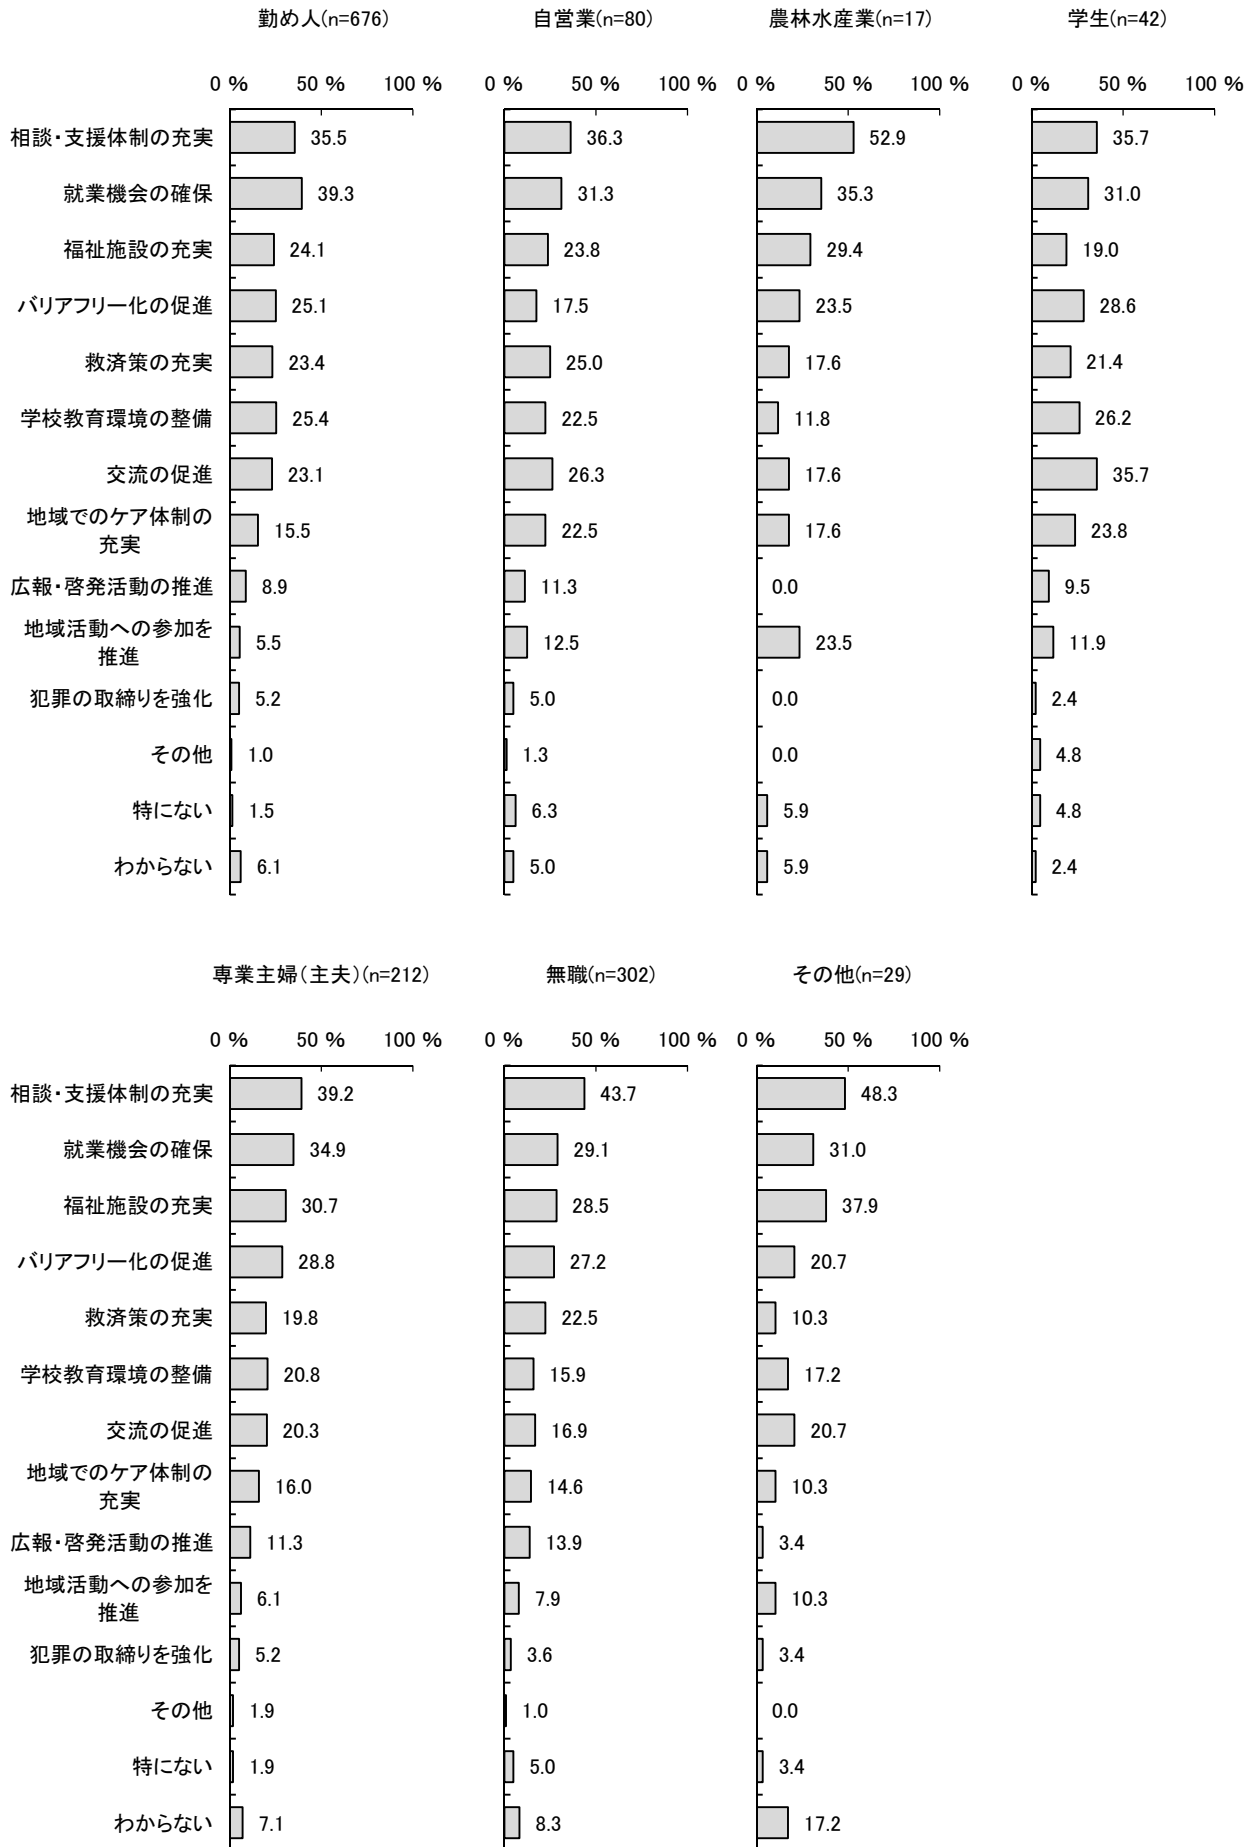 勤め人(n=676) 自営業(n=80) 農林水産業(n=17) 学生(n=42)
0 % 50 % 100 % 0 % 50 % 100 % 0 % 50 % 100 % 0 % 50 % 100 %
相談・支援体制の充実 35.5 36.3 52.9 35.7
就業機会の確保 39.3 31.3 35.3 31.0
福祉施設の充実 24.1 23.8 29.4 19.0
バリアフリー化の促進 25.1 17.5 23.5 28.6
救済策の充実 23.4 25.0 17.6 21.4
学校教育環境の整備 25.4 22.5 11.8 26.2
交流の促進 23.1 26.3 17.6 35.7
地域でのケア体制の
充実 15.5 22.5 17.6 23.8
広報・啓発活動の推進 8.9 11.3 0.0 9.5
地域活動への参加を
推進 5.5 12.5 23.5 11.9
犯罪の取締りを強化 5.2 5.0 0.0 2.4
その他 1.0 1.3 0.0 4.8
特にない 1.5 6.3 5.9 4.8
わからない 6.1 5.0 5.9 2.4
専業主婦(主夫)(n=212) 無職(n=302) その他(n=29)
0 % 50 % 100 % 0 % 50 % 100 % 0 % 50 % 100 %
相談・支援体制の充実 39.2 43.7 48.3
就業機会の確保 34.9 29.1 31.0
福祉施設の充実 30.7 28.5 37.9
バリアフリー化の促進 28.8 27.2 20.7
救済策の充実 19.8 22.5 10.3
学校教育環境の整備 20.8 15.9 17.2
交流の促進 20.3 16.9 20.7
地域でのケア体制の
充実 16.0 14.6 10.3
広報・啓発活動の推進 11.3 13.9 3.4
地域活動への参加を
推進 6.1 7.9 10.3
犯罪の取締りを強化 5.2 3.6 3.4
その他 1.9 1.0 0.0
特にない 1.9 5.0 3.4
わからない 7.1 8.3 17.2